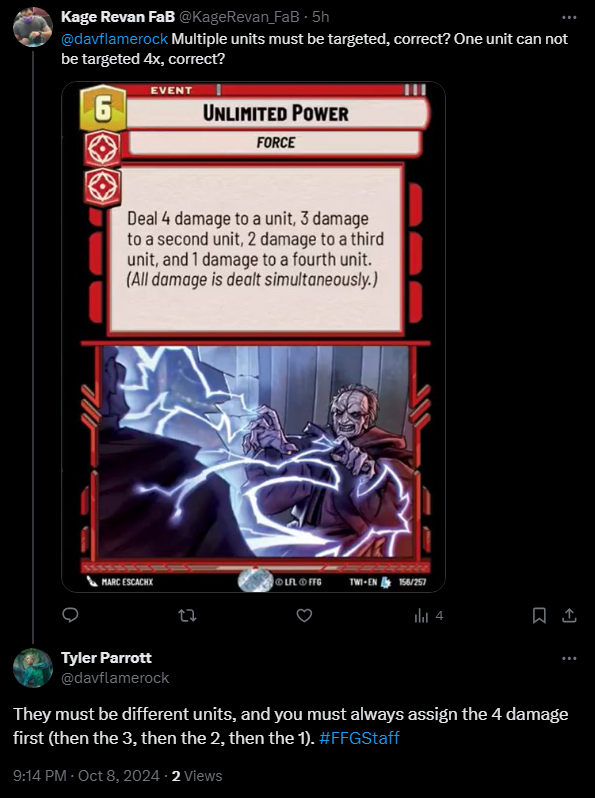 Kage Revan FaB @KageRevan_FaB · 5h
@davflamerock Multiple units must be targeted, correct? One unit can not
be targeted 4x, correct?
EVENT
6
UNLIMITED POWER
FORCE
Deal 4 damage to a unit, 3 damage
to a second unit, 2 damage to a third
unit, and 1 damage to a fourth unit.
(All damage is dealt simultaneously.)
MARC ESCACHX © LFL © FFG TWI • EN 156/257
4
Tyler Parrott
@davflamerock
They must be different units, and you must always assign the 4 damage
first (then the 3, then the 2, then the 1). #FFGStaff
9:14 PM · Oct 8, 2024 · 2 Views